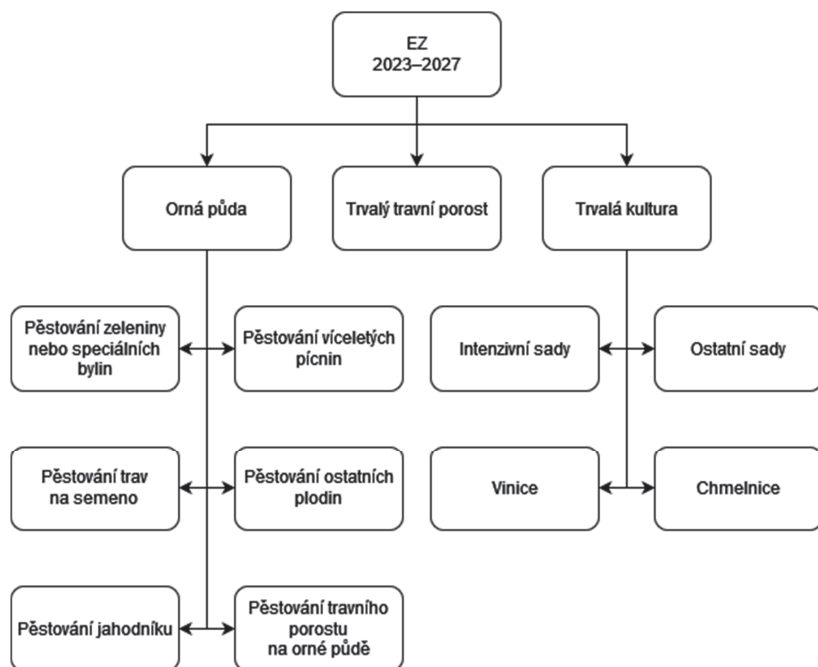 EZ
2023–2027
Orná půda
Trvalý travní porost
Trvalá kultura
Pěstování zeleniny
nebo speciálních
bylin
Pěstování víceletých
pícnin
Intenzivní sady
Ostatní sady
Pěstování trav
na semeno
Pěstování ostatních
plodin
Vinice
Chmelnice
Pěstování jahodníku
Pěstování travního
porostu
na orné půdě